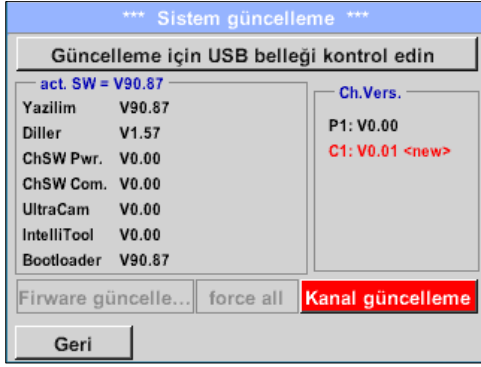 *** Sistem güncelleme ***
Güncelleme için USB belleği kontrol edin
act. SW = V90.87
Yazilim V90.87
Diller V1.57
ChSW Pwr. V0.00
ChSW Com. V0.00
UltraCam V0.00
IntelliTool V0.00
Bootloader V90.87
Ch.Vers.
P1: V0.00
C1: V0.01 <new>
Firware güncelle... force all Kanal güncelleme
Geri